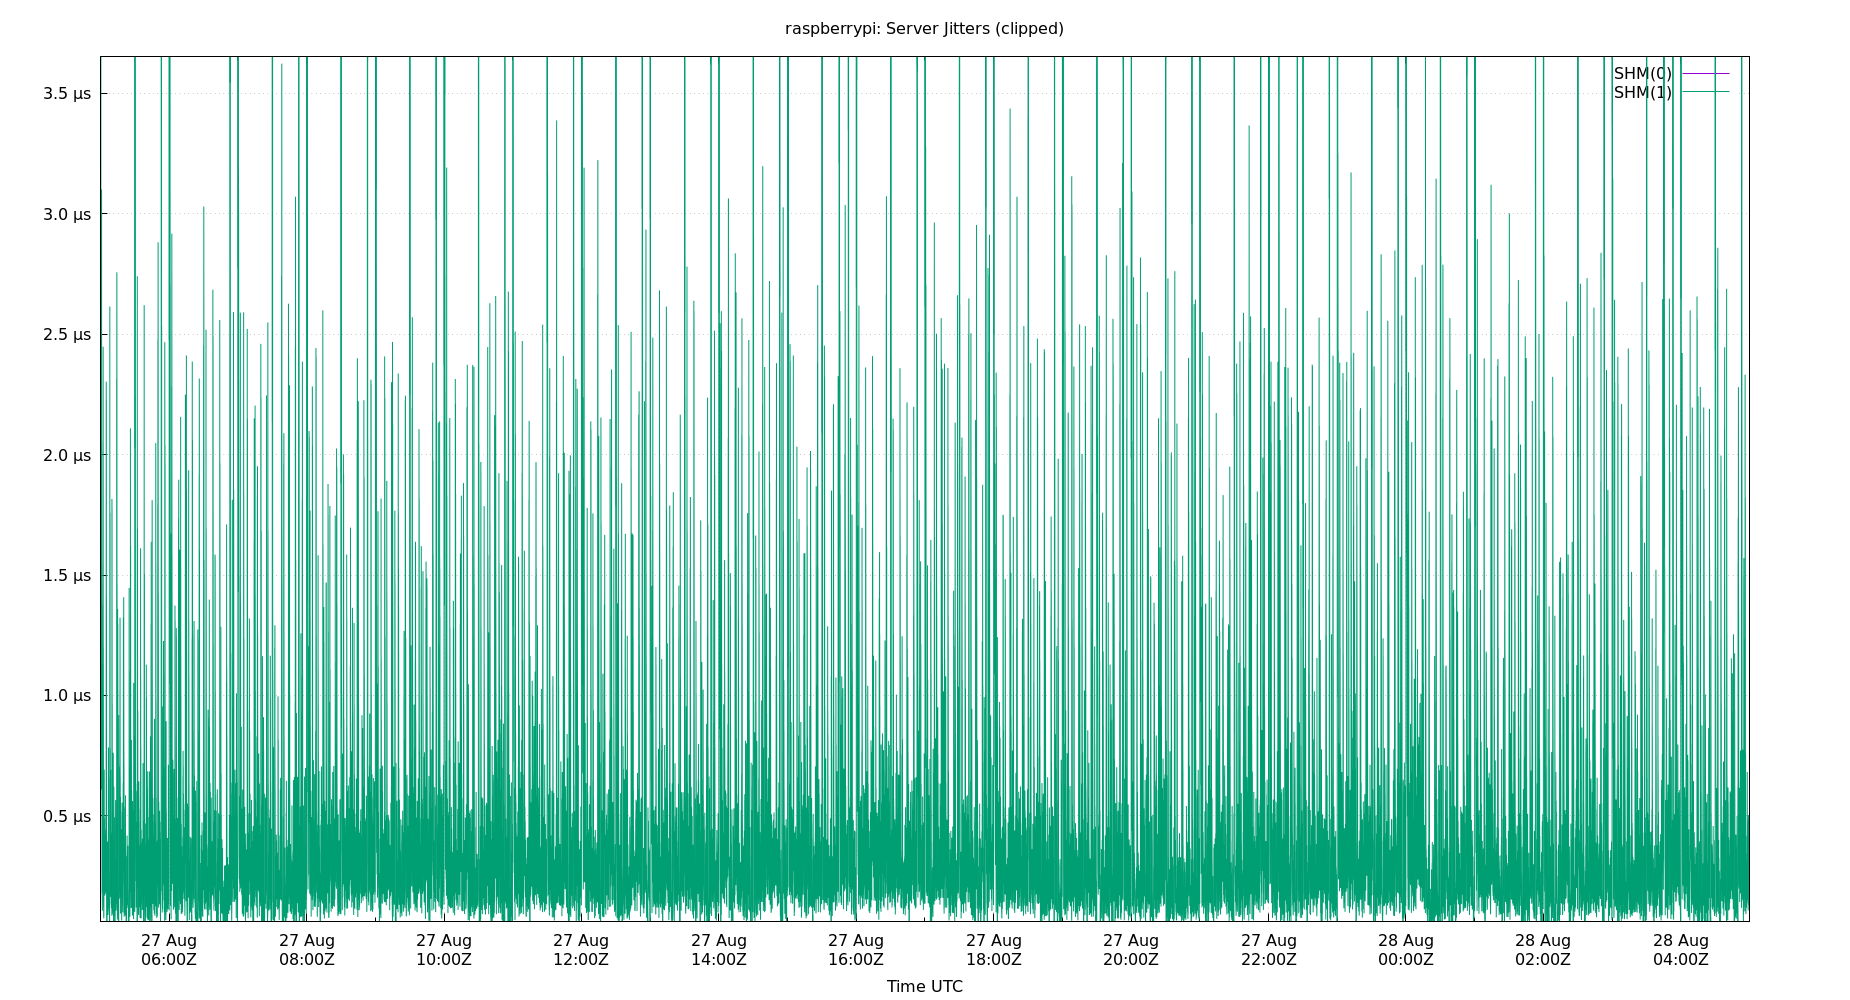 raspberrypi: Server Jitters (clipped)
SHM(0)
SHM(1)
3.5 µs
3.0 µs
2.5 µs
2.0 µs
1.5 µs
1.0 µs
0.5 µs
27 Aug 27 Aug 27 Aug 27 Aug 27 Aug 27 Aug 27 Aug 27 Aug 27 Aug 28 Aug 28 Aug 28 Aug
06:00Z 08:00Z 10:00Z 12:00Z 14:00Z 16:00Z 18:00Z 20:00Z 22:00Z 00:00Z 02:00Z 04:00Z
Time UTC